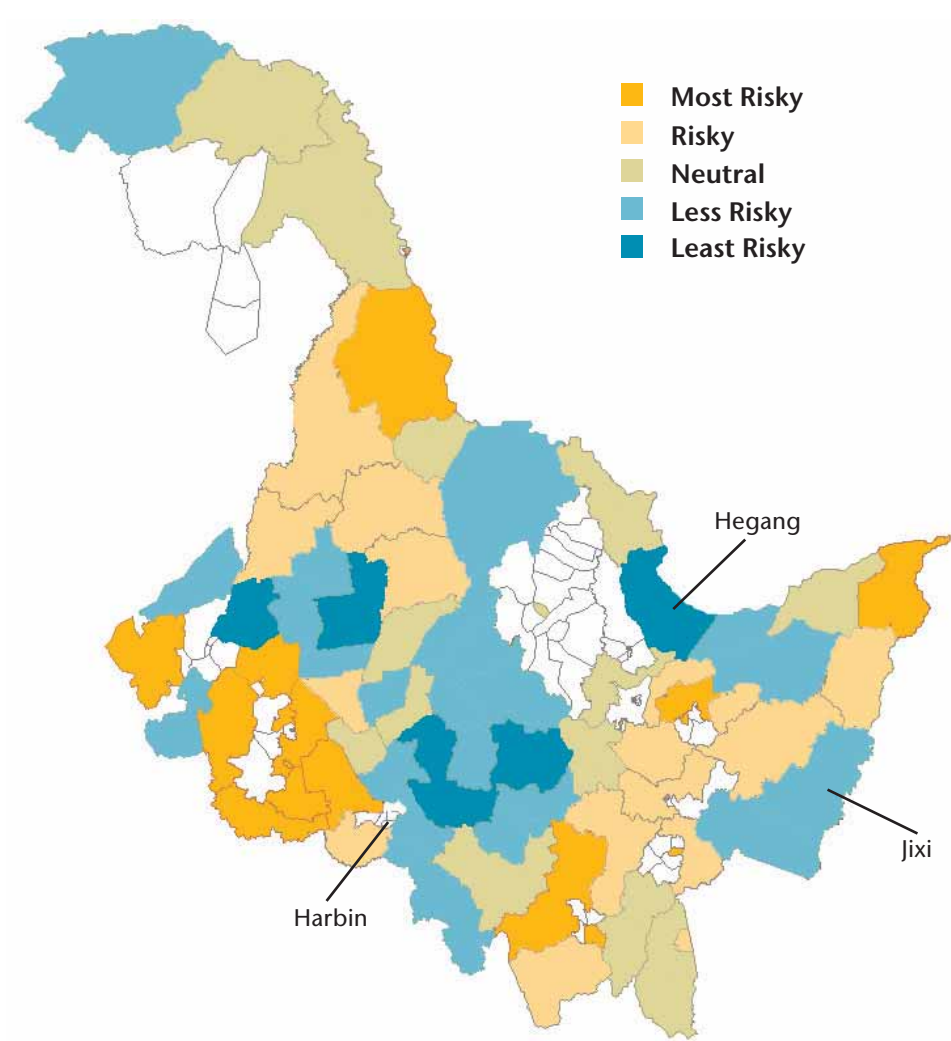 Most Risky
Risky
Neutral
Less Risky
Least Risky
Hegang
Jixi
Harbin